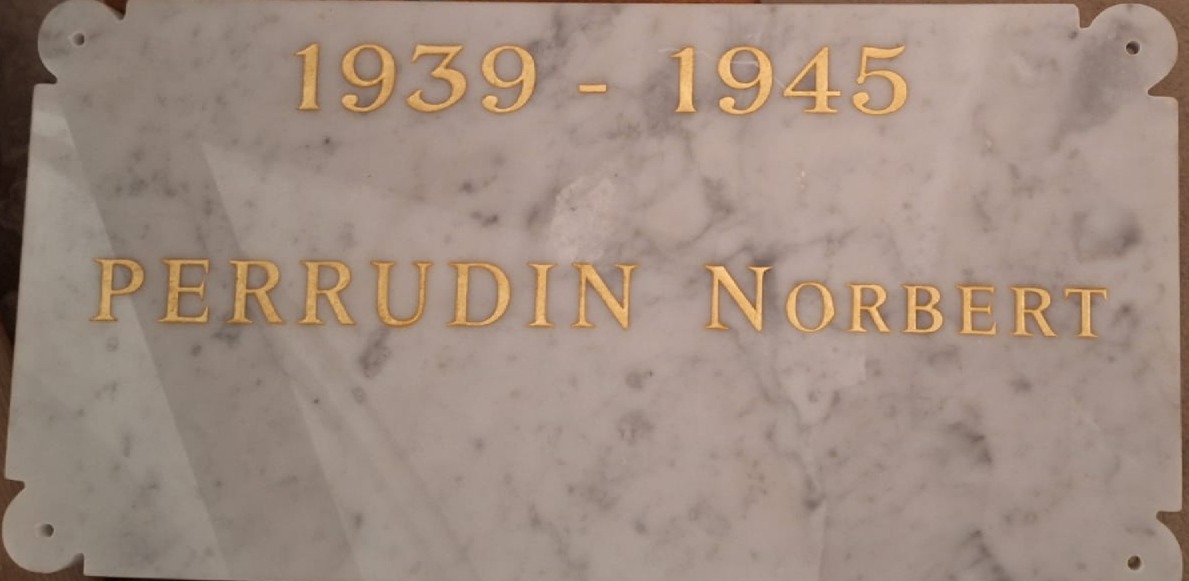 1939 - 1945
PERRUDIN NORBERT